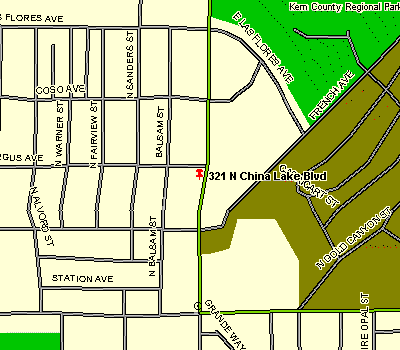 Kern County Regional Park
S FLORES AVE
E LAS FLORES AVE
N SANDERS ST
FRENCH AVE
COSO AVE
N WARNER ST
N FAIRVIEW ST
BALSAM ST
RGUS AVE
321 N China Lake Blvd
N ALVORD ST
N BALSAM ST
N GOLD CANYON ST
STATION AVE
GRANDE WAY
IRE OPAL ST